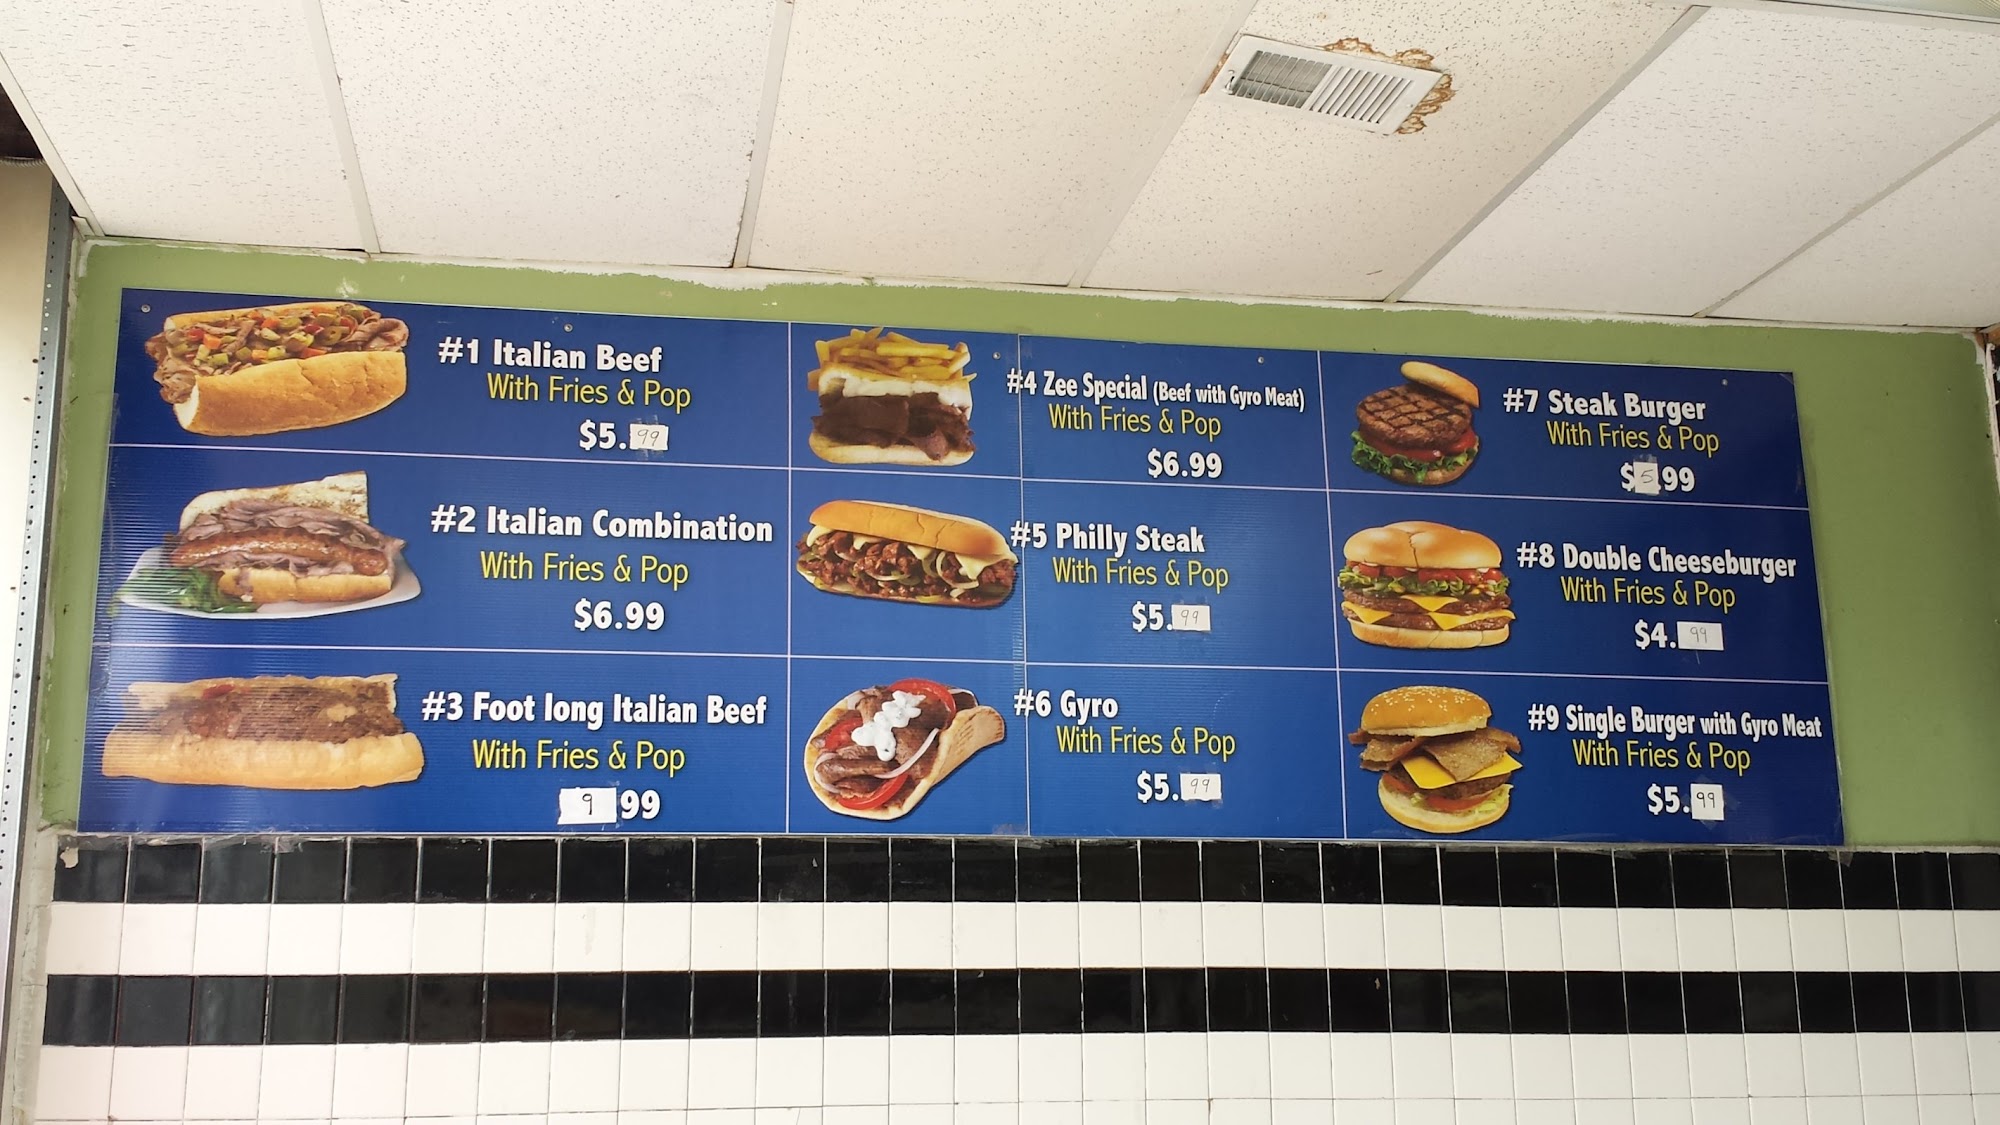 #1 Italian Beef
With Fries & Pop
$5.99
#2 Italian Combination
With Fries & Pop
$6.99
#3 Foot long Italian Beef
With Fries & Pop
9 99
#4 Zee Special (Beef with Gyro Meat)
With Fries & Pop
$6.99
#5 Philly Steak
With Fries & Pop
$5.99
#6 Gyro
With Fries & Pop
$5.99
#7 Steak Burger
With Fries & Pop
$5.99
#8 Double Cheeseburger
With Fries & Pop
$4.99
#9 Single Burger with Gyro Meat
With Fries & Pop
$5.99